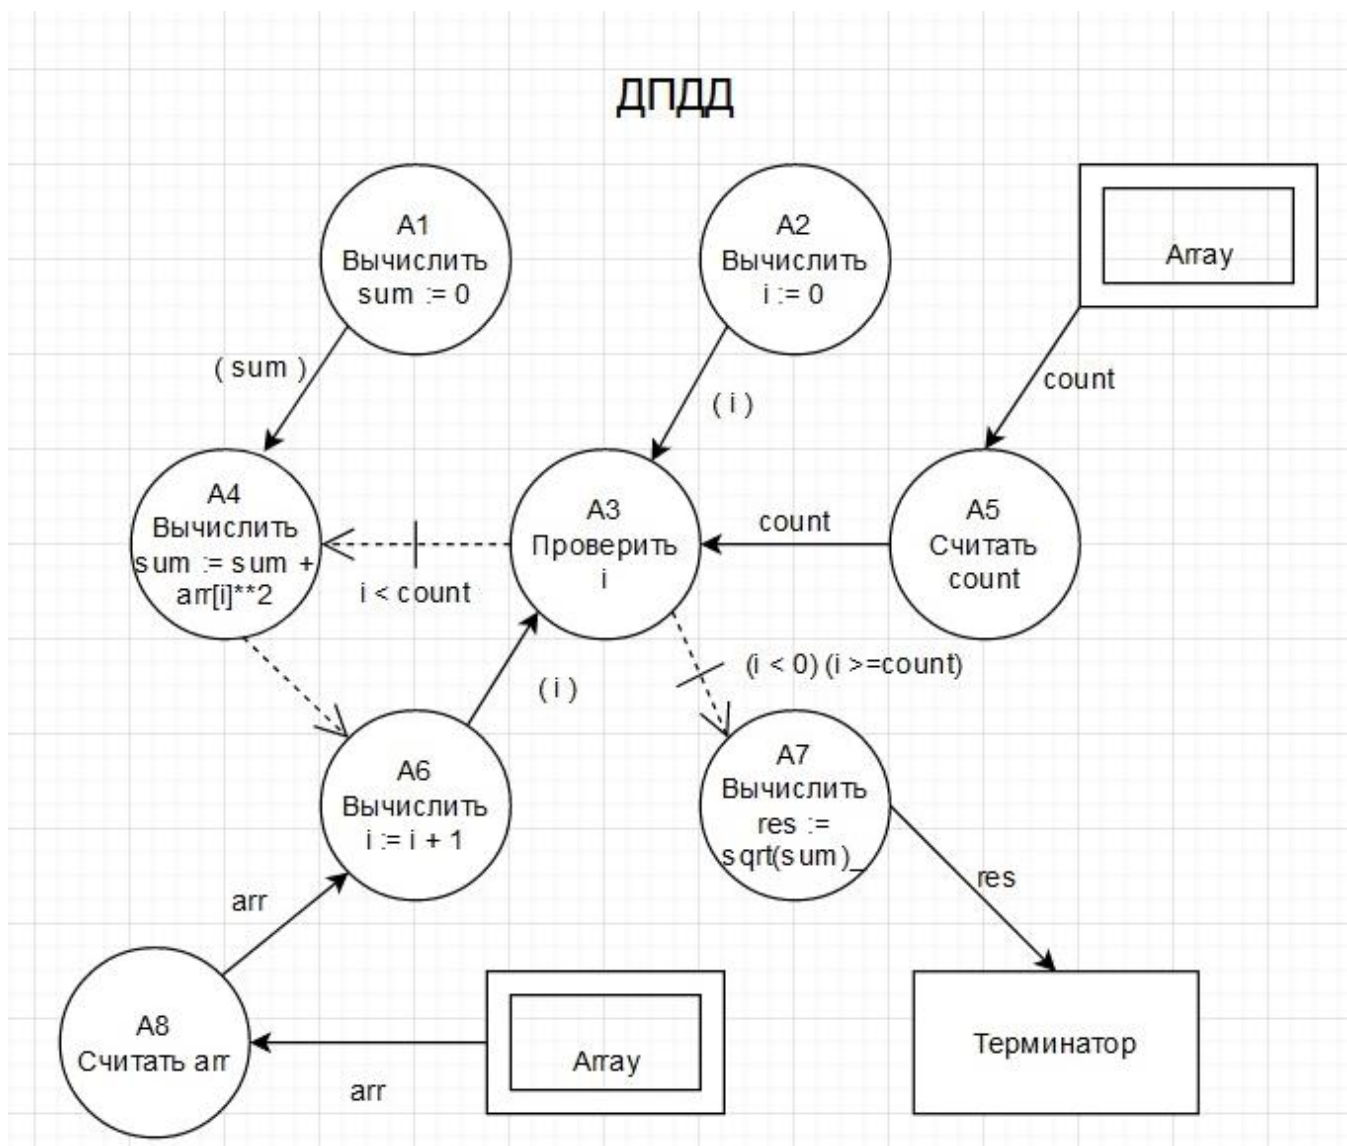 ДПДД
A1
Вычислить
sum := 0
A2
Вычислить
i := 0
Array
( sum )
( i )
count
A4
Вычислить
sum := sum +
arr[i]**2
i < count
A3
Проверить
i
count
A5
Считать
count
( i )
(i < 0) (i >=count)
A6
Вычислить
i := i + 1
A7
Вычислить
res :=
sqrt(sum)_
arr
res
A8
Считать arr
arr
Array
Терминатор